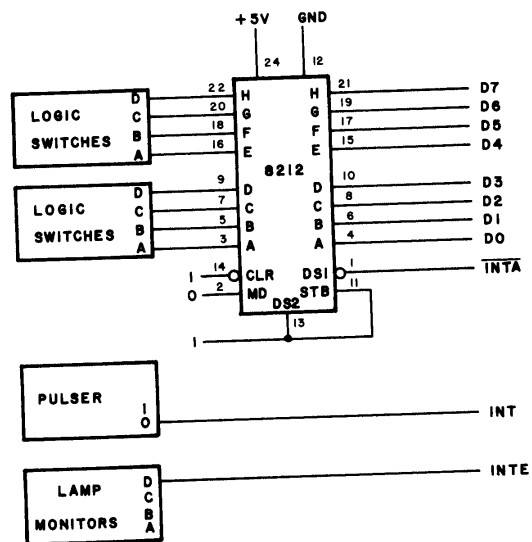 +5V GND
24 12
LOGIC SWITCHES D C B A
22 H H 21 D7
20 G G 19 D6
18 F F 17 D5
16 E E 15 D4
8212
LOGIC SWITCHES D C B A
9 D D 10 D3
7 C C 8 D2
5 B B 6 D1
3 A A 4 D0
1 14 CLR DS1 1 INTA
0 2 MD STB 11
DS2
13
1
PULSER 1 0 INT
LAMP MONITORS D C B A INTE